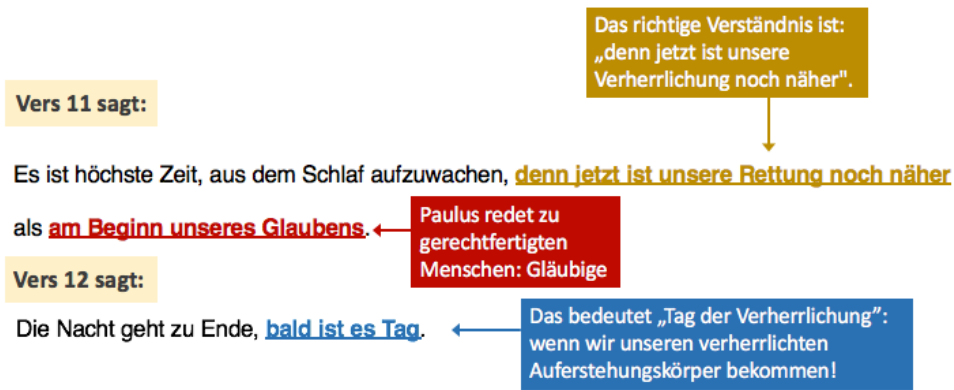 Das richtige Verständnis ist:
„denn jetzt ist unsere
Verherrlichung noch näher".
Vers 11 sagt:
Es ist höchste Zeit, aus dem Schlaf aufzuwachen, denn jetzt ist unsere Rettung noch näher
als am Beginn unseres Glaubens.
Paulus redet zu
gerechtfertigten
Menschen: Gläubige
Vers 12 sagt:
Die Nacht geht zu Ende, bald ist es Tag.
Das bedeutet „Tag der Verherrlichung”:
wenn wir unseren verherrlichten
Auferstehungskörper bekommen!